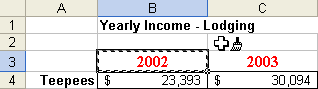 A B C
1 Yearly Income - Lodging
2
3 2002 2003
4 Teepees $ 23,393 $ 30,094